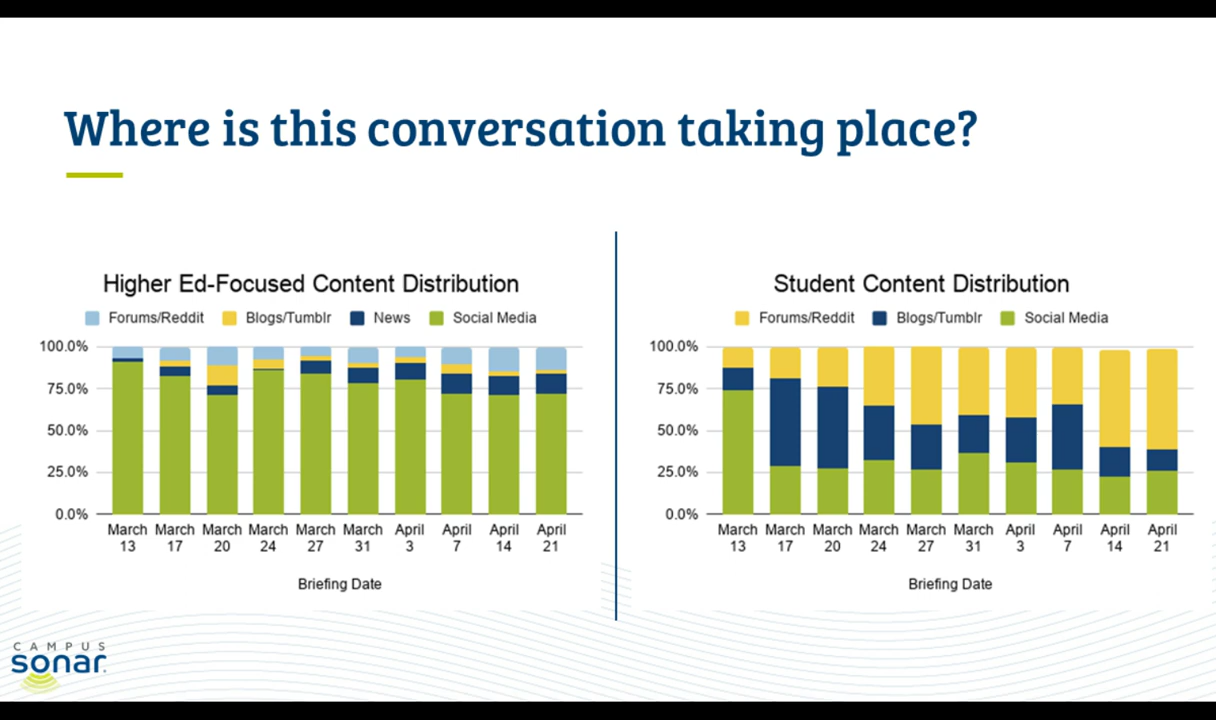 Where is this conversation taking place?
Higher Ed-Focused Content Distribution
Forums/Reddit Blogs/Tumblr News Social Media
100.0%
75.0%
50.0%
25.0%
0.0%
March March March March March March April April April April
13 17 20 24 27 31 3 7 14 21
Briefing Date
Student Content Distribution
Forums/Reddit Blogs/Tumblr Social Media
100.0%
75.0%
50.0%
25.0%
0.0%
March March March March March March April April April April
13 17 20 24 27 31 3 7 14 21
Briefing Date
CAMPUS
sonar